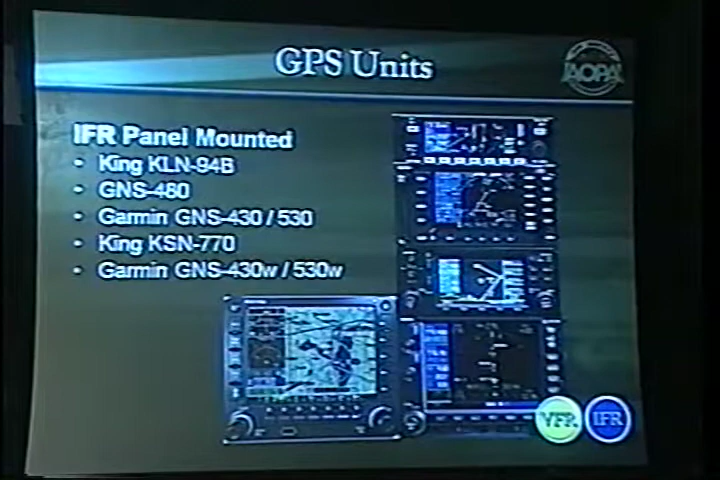 GPS Units
AOPA
IFR Panel Mounted
• King KLN-94B
• GNS-480
• Garmin GNS-430 / 530
• King KSN-770
• Garmin GNS-430w / 530w
VFR
IFR